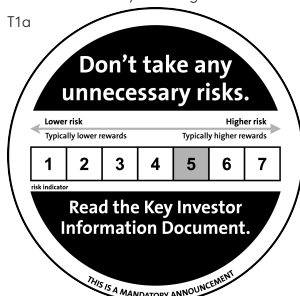 T1a
Don't take any
unnecessary risks.
Lower risk Higher risk
Typically lower rewards Typically higher rewards
1 2 3 4 5 6 7
risk indicator
Read the Key Investor
Information Document.
THIS IS A MANDATORY ANNOUNCEMENT